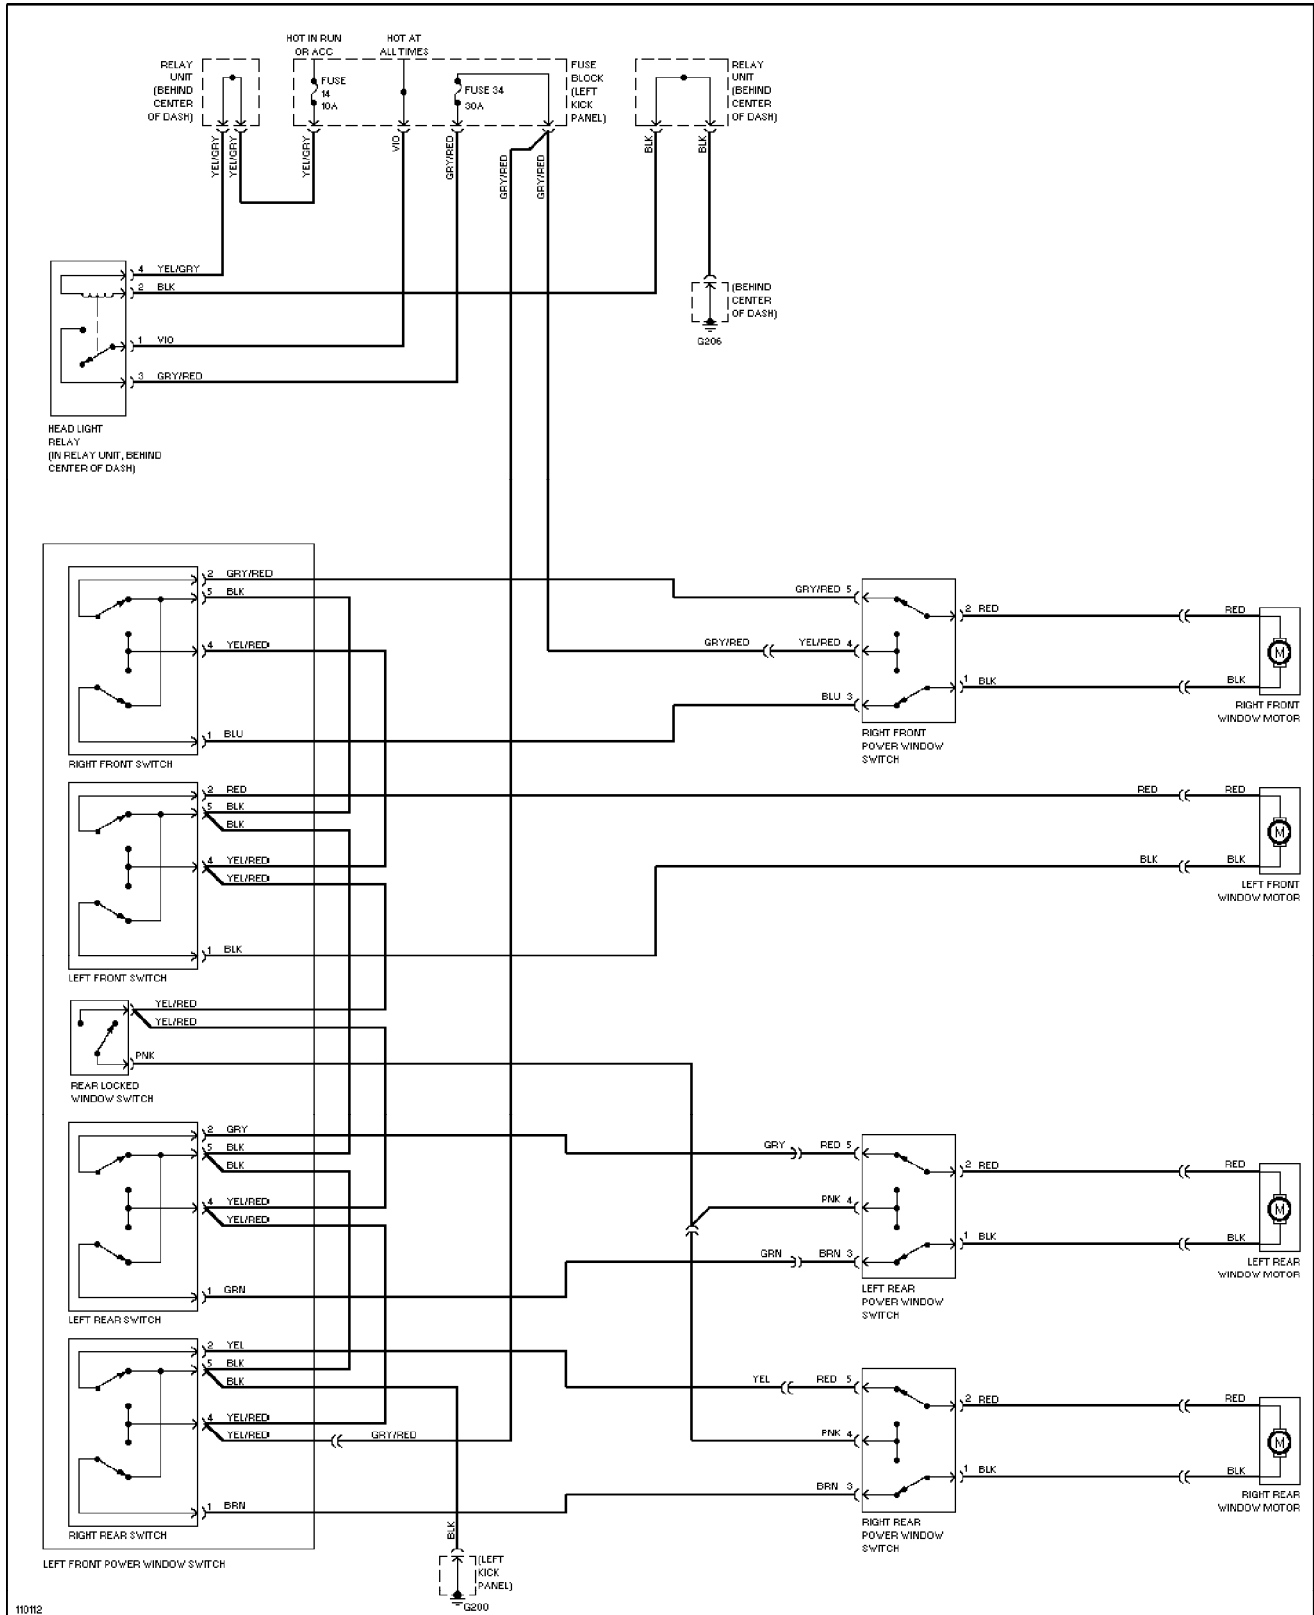 HOT IN RUN
OR ACC
HOT AT
ALL TIMES
RELAY
UNIT
(BEHIND
CENTER
OF DASH)
FUSE
14
10A
FUSE 34
30A
FUSE
BLOCK
(LEFT
KICK
PANEL)
RELAY
UNIT
(BEHIND
CENTER
OF DASH)
YEL/GRY
YEL/GRY
YEL/GRY
VIO
GRY/RED
GRY/RED
GRY/RED
BLK
BLK
4 YEL/GRY
2 BLK
1 VIO
3 GRY/RED
(BEHIND
CENTER
OF DASH)
G206
HEAD LIGHT
RELAY
(IN RELAY UNIT, BEHIND
CENTER OF DASH)
2 GRY/RED
5 BLK
4 YEL/RED
1 BLU
RIGHT FRONT SWITCH
GRY/RED 5
GRY/RED YEL/RED 4
BLU 3
2 RED
1 BLK
RIGHT FRONT
POWER WINDOW
SWITCH
RED
M
BLK
RIGHT FRONT
WINDOW MOTOR
2 RED
5 BLK
BLK
4 YEL/RED
YEL/RED
1 BLK
LEFT FRONT SWITCH
RED RED
M
BLK BLK
LEFT FRONT
WINDOW MOTOR
YEL/RED
YEL/RED
PNK
REAR LOCKED
WINDOW SWITCH
2 GRY
5 BLK
BLK
4 YEL/RED
YEL/RED
1 GRN
LEFT REAR SWITCH
GRY RED 5
PNK 4
GRN BRN 3
2 RED
1 BLK
LEFT REAR
POWER WINDOW
SWITCH
RED
M
BLK
LEFT REAR
WINDOW MOTOR
2 YEL
5 BLK
BLK
4 YEL/RED
YEL/RED GRY/RED
1 BRN
RIGHT REAR SWITCH
LEFT FRONT POWER WINDOW SWITCH
YEL RED 5
PNK 4
BRN 3
2 RED
1 BLK
RIGHT REAR
POWER WINDOW
SWITCH
RED
M
BLK
RIGHT REAR
WINDOW MOTOR
BLK
(LEFT
KICK
PANEL)
G200
110112